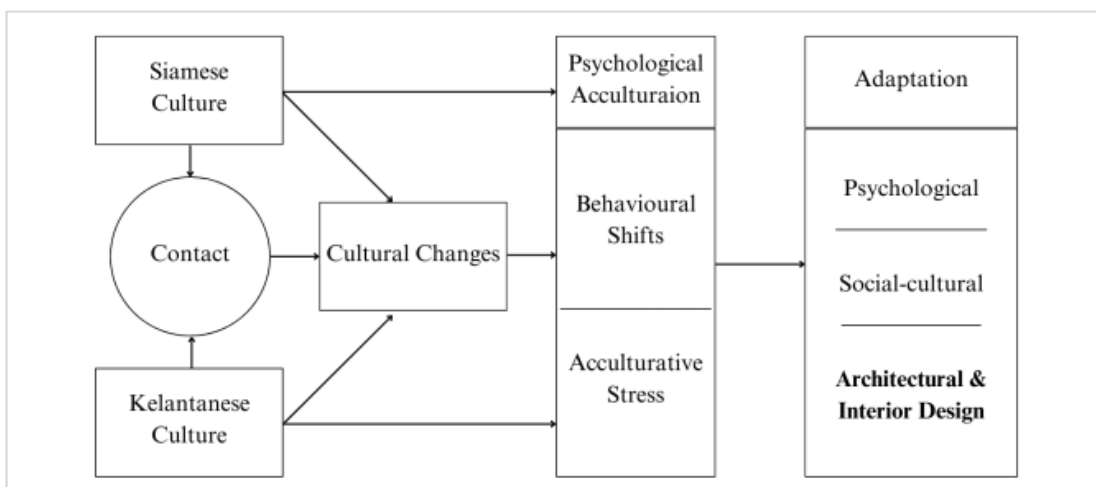 Siamese
Culture
Contact
Kelantanese
Culture
Cultural Changes
Psychological
Acculturaion
Behavioural
Shifts
Acculturative
Stress
Adaptation
Psychological
Social-cultural
Architectural &
Interior Design